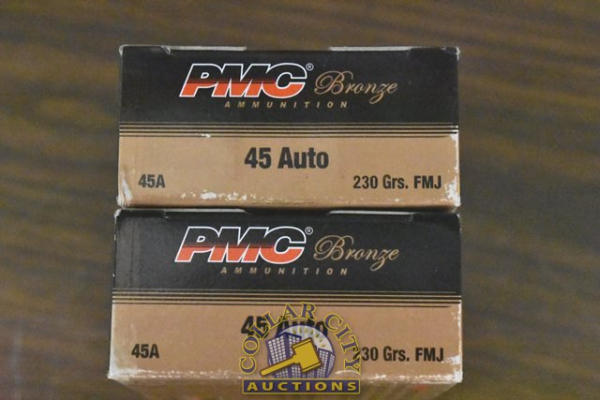 PMC® Bronze
AMMUNITION
45 Auto
45A 230 Grs. FMJ
PMC® Bronze
AMMUNITION
45 Auto
45A 230 Grs. FMJ
COLLAR CITY
AUCTIONS